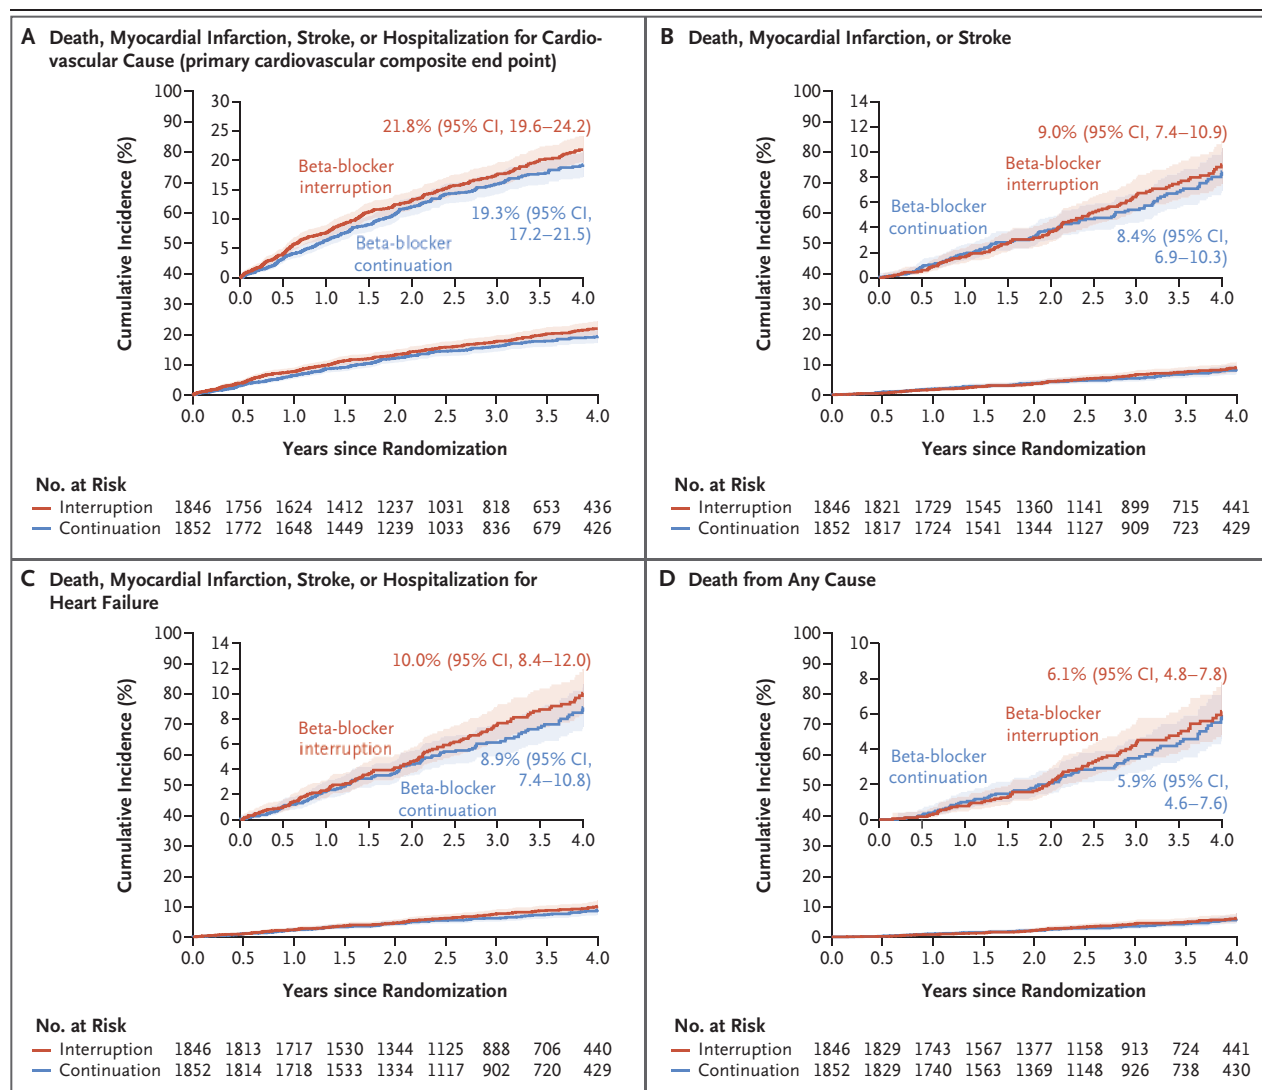 A Death, Myocardial Infarction, Stroke, or Hospitalization for Cardio-
vascular Cause (primary cardiovascular composite end point)
Cumulative Incidence (%)
100
90
80
70
60
50
40
30
20
10
0
30
25
20
15
10
5
0
21.8% (95% CI, 19.6–24.2)
Beta-blocker
interruption
19.3% (95% CI,
17.2–21.5)
Beta-blocker
continuation
0.0 0.5 1.0 1.5 2.0 2.5 3.0 3.5 4.0
0.0 0.5 1.0 1.5 2.0 2.5 3.0 3.5 4.0
Years since Randomization
No. at Risk
Interruption 1846 1756 1624 1412 1237 1031 818 653 436
Continuation 1852 1772 1648 1449 1239 1033 836 679 426
B Death, Myocardial Infarction, or Stroke
Cumulative Incidence (%)
100
90
80
70
60
50
40
30
20
10
0
14
12
10
8
6
4
2
0
9.0% (95% CI, 7.4–10.9)
Beta-blocker
interruption
Beta-blocker
continuation
8.4% (95% CI,
6.9–10.3)
0.0 0.5 1.0 1.5 2.0 2.5 3.0 3.5 4.0
0.0 0.5 1.0 1.5 2.0 2.5 3.0 3.5 4.0
Years since Randomization
No. at Risk
Interruption 1846 1821 1729 1545 1360 1141 899 715 441
Continuation 1852 1817 1724 1541 1344 1127 909 723 429
C Death, Myocardial Infarction, Stroke, or Hospitalization for
Heart Failure
Cumulative Incidence (%)
100
90
80
70
60
50
40
30
20
10
0
14
12
10
8
6
4
2
0
10.0% (95% CI, 8.4–12.0)
Beta-blocker
interruption
8.9% (95% CI,
7.4–10.8)
Beta-blocker
continuation
0.0 0.5 1.0 1.5 2.0 2.5 3.0 3.5 4.0
0.0 0.5 1.0 1.5 2.0 2.5 3.0 3.5 4.0
Years since Randomization
No. at Risk
Interruption 1846 1813 1717 1530 1344 1125 888 706 440
Continuation 1852 1814 1718 1533 1334 1117 902 720 429
D Death from Any Cause
Cumulative Incidence (%)
100
90
80
70
60
50
40
30
20
10
0
10
8
6
4
2
0
6.1% (95% CI, 4.8–7.8)
Beta-blocker
interruption
Beta-blocker
continuation
5.9% (95% CI,
4.6–7.6)
0.0 0.5 1.0 1.5 2.0 2.5 3.0 3.5 4.0
0.0 0.5 1.0 1.5 2.0 2.5 3.0 3.5 4.0
Years since Randomization
No. at Risk
Interruption 1846 1829 1743 1567 1377 1158 913 724 441
Continuation 1852 1829 1740 1563 1369 1148 926 738 430